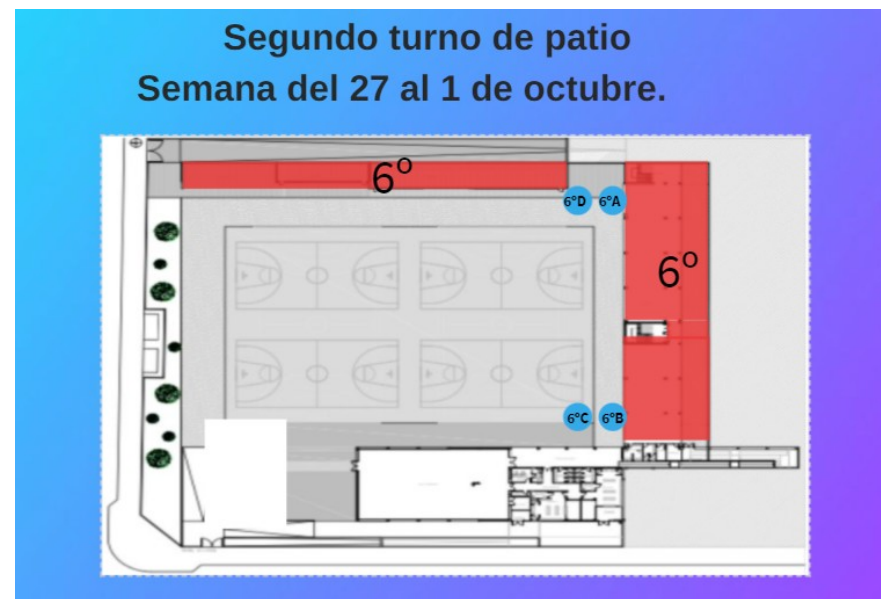 Segundo turno de patio
Semana del 27 al 1 de octubre.
6º
6ºD 6ºA
6º
6ºC 6ºB